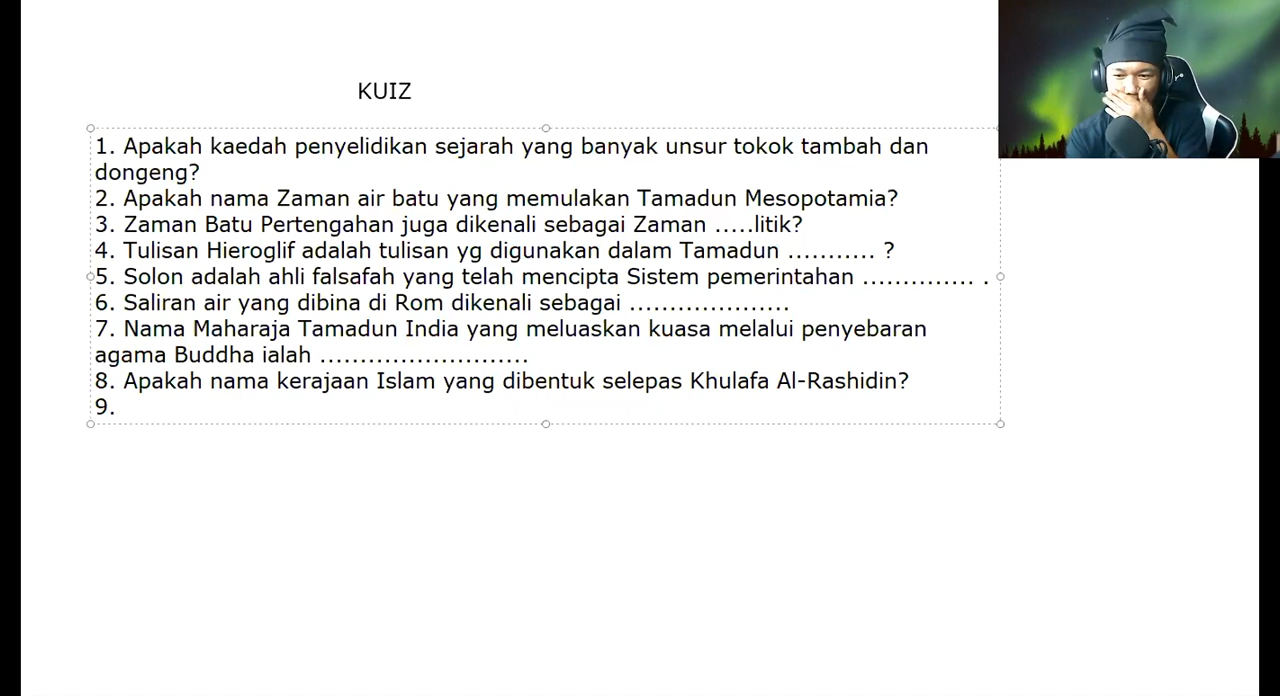 KUIZ
1. Apakah kaedah penyelidikan sejarah yang banyak unsur tokok tambah dan
dongeng?
2. Apakah nama Zaman air batu yang memulakan Tamadun Mesopotamia?
3. Zaman Batu Pertengahan juga dikenali sebagai Zaman .....litik?
4. Tulisan Hieroglif adalah tulisan yg digunakan dalam Tamadun ........... ?
5. Solon adalah ahli falsafah yang telah mencipta Sistem pemerintahan .............. .
6. Saliran air yang dibina di Rom dikenali sebagai ....................
7. Nama Maharaja Tamadun India yang meluaskan kuasa melalui penyebaran
agama Buddha ialah ..........................
8. Apakah nama kerajaan Islam yang dibentuk selepas Khulafa Al-Rashidin?
9.